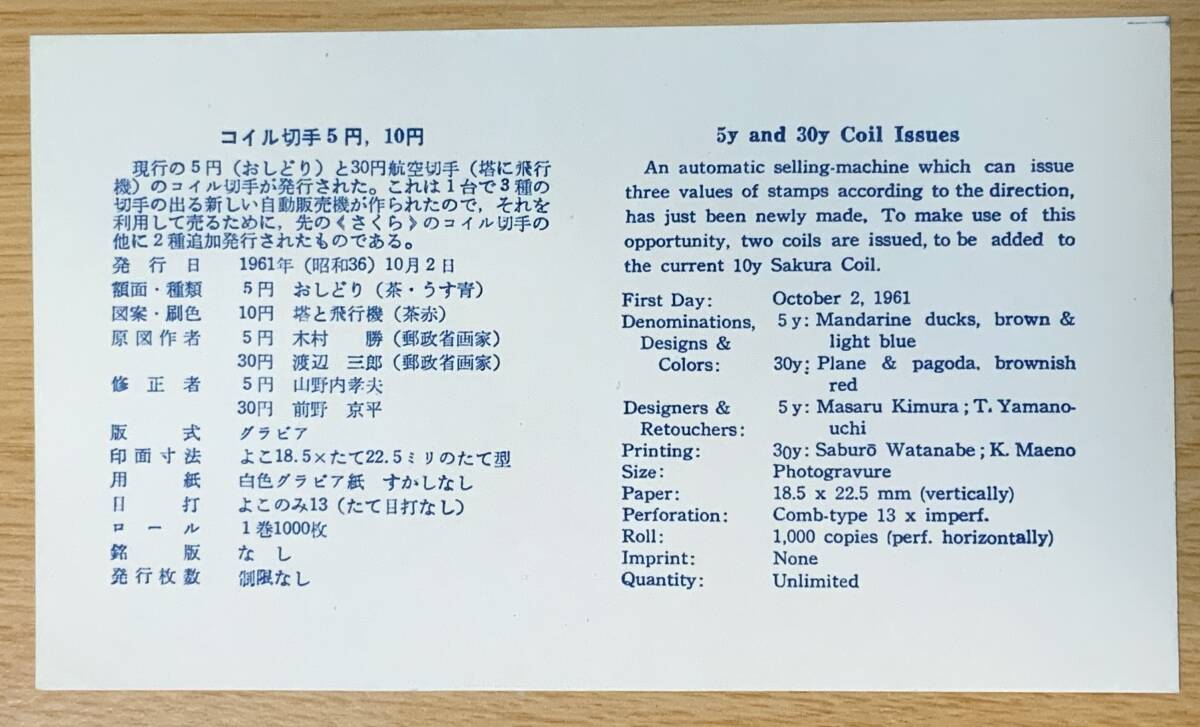 コイル切手5円，10円
現行の5円（おしどり）と30円航空切手（塔に飛行
機）のコイル切手が発行された。これは1台で3種の
切手の出る新しい自動販売機が作られたので，それを
利用して売るために，先の《さくら》のコイル切手の
他に2種追加発行されたものである。
発行日 1961年（昭和36）10月2日
額面・種類 5円 おしどり（茶・うす青）
図案・刷色 10円 塔と飛行機（茶赤）
原図作者 5円 木村 勝（郵政省画家）
30円 渡辺 三郎（郵政省画家）
修正者 5円 山野内孝夫
30円 前野 京平
版式 グラビア
印面寸法 よこ18.5×たて22.5ミリのたて型
用紙 白色グラビア紙 すかしなし
目打 よこのみ13（たて目打なし）
ロール 1巻1000枚
銘版 なし
発行枚数 制限なし
5y and 30y Coil Issues
An automatic selling-machine which can issue
three values of stamps according to the direction,
has just been newly made. To make use of this
opportunity, two coils are issued, to be added to
the current 10y Sakura Coil.
First Day: October 2, 1961
Denominations, 5y: Mandarine ducks, brown &
Designs & light blue
Colors: 30y: Plane & pagoda, brownish
red
Designers & 5y: Masaru Kimura; T. Yamano-
Retouchers: uchi
Printing: 30y: Saburō Watanabe; K. Maeno
Size: Photogravure
Paper: 18.5 x 22.5 mm (vertically)
Perforation: Comb-type 13 x imperf.
Roll: 1,000 copies (perf. horizontally)
Imprint: None
Quantity: Unlimited